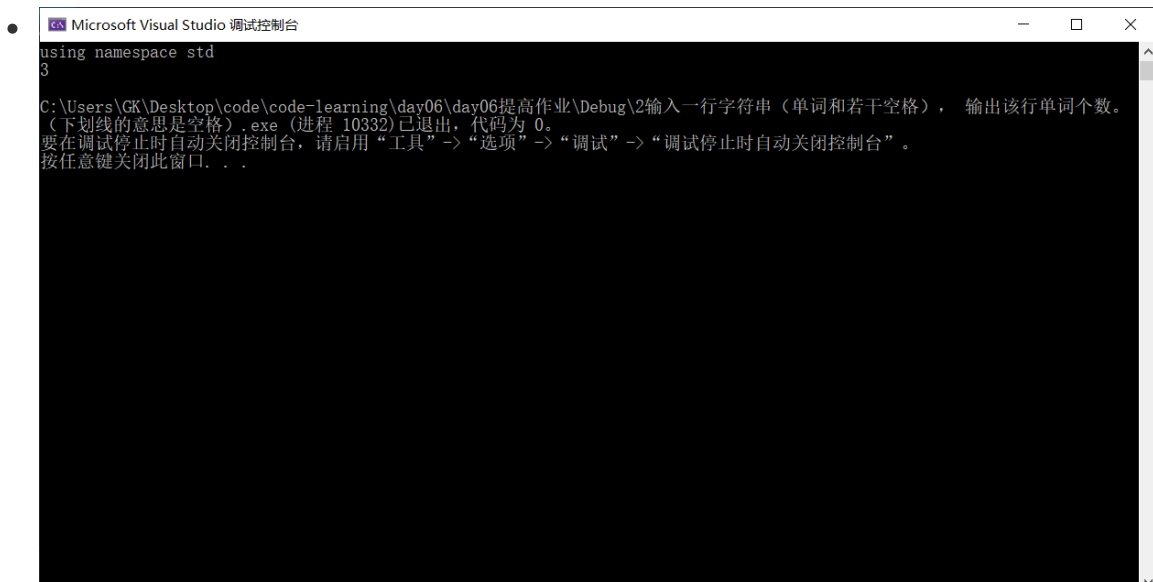 Microsoft Visual Studio 调试控制台
using namespace std
3
C:\Users\GK\Desktop\code\code-learning\day06\day06提高作业\Debug\2输入一行字符串（单词和若干空格）， 输出该行单词个数。
（下划线的意思是空格）.exe (进程 10332)已退出，代码为 0。
要在调试停止时自动关闭控制台，请启用“工具”->“选项”->“调试”->“调试停止时自动关闭控制台”。
按任意键关闭此窗口. . .